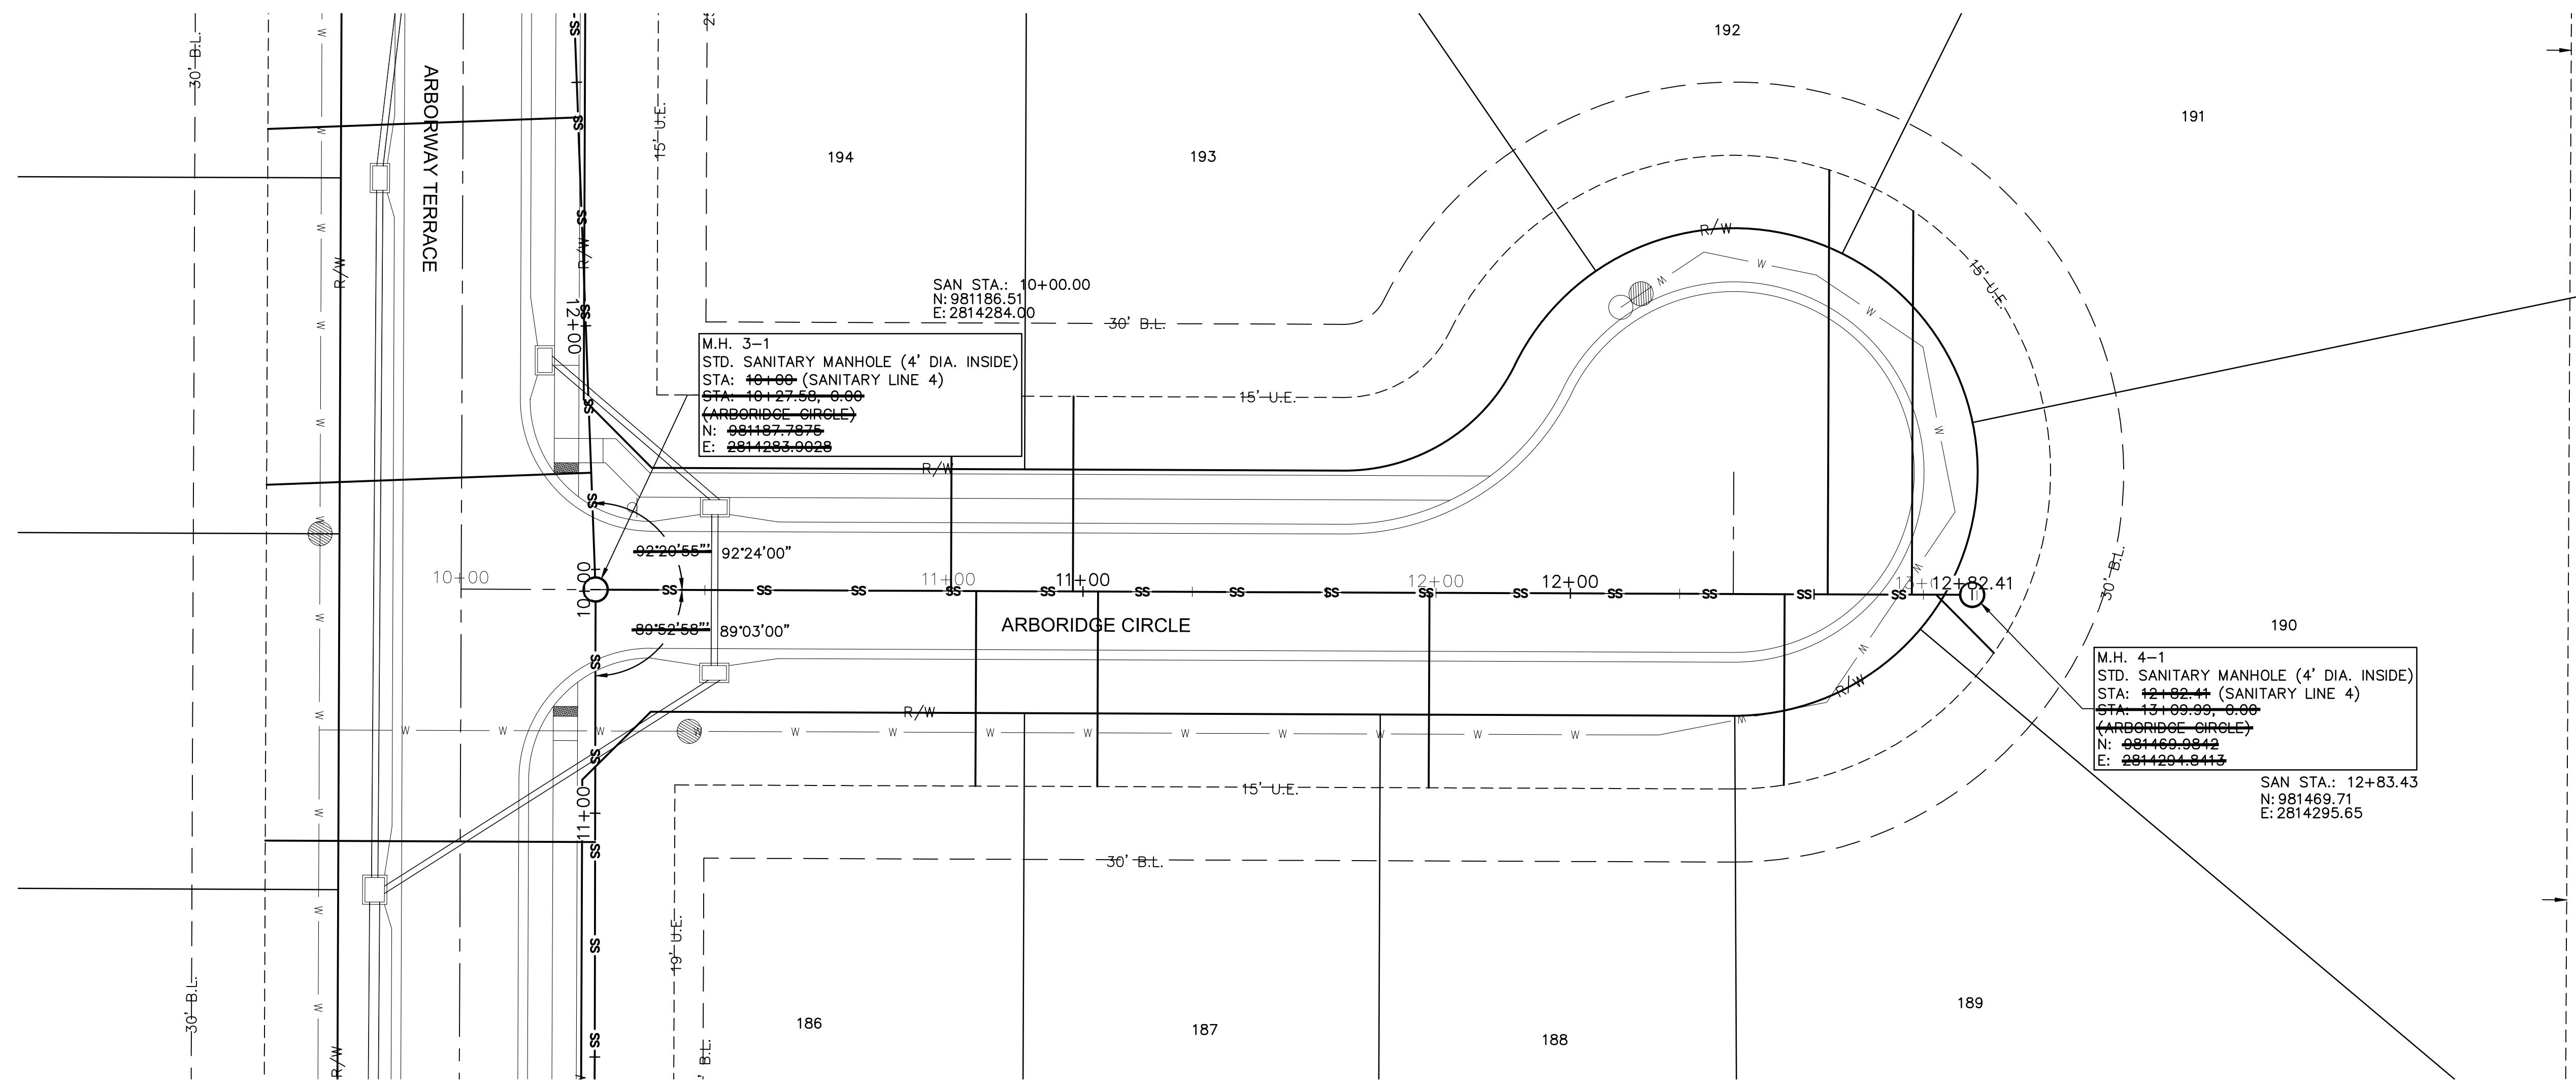 192
191
194
193
190
189
188
187
186
30' B.L.
ARBORWAY TERRACE
R/W
R/W
15' U.E.
12+00
R/W
15' U.E.
SAN STA.: 10+00.00
N: 981186.51
E: 2814284.00
30' B.L.
M.H. 3-1
STD. SANITARY MANHOLE (4' DIA. INSIDE)
STA: 10+00 (SANITARY LINE 4)
STA: 10+27.58, 0.00
(ARBORIDGE CIRCLE)
N: 981187.7875
E: 2814283.9028
15' U.E.
R/W
92°20'55"
92°24'00"
10+00
10+00
11+00
11+00
12+00
12+00
12+82.41
89°52'58"
89°03'00"
ARBORIDGE CIRCLE
30' B.L.
M.H. 4-1
STD. SANITARY MANHOLE (4' DIA. INSIDE)
STA: 12+82.41 (SANITARY LINE 4)
STA: 13+09.99, 0.00
(ARBORIDGE CIRCLE)
N: 981469.9842
E: 2814294.8413
SAN STA.: 12+83.43
N: 981469.71
E: 2814295.65
R/W
R/W
11+00
15' U.E.
30' B.L.
19' U.E.
30' B.L.
R/W
' B.L.